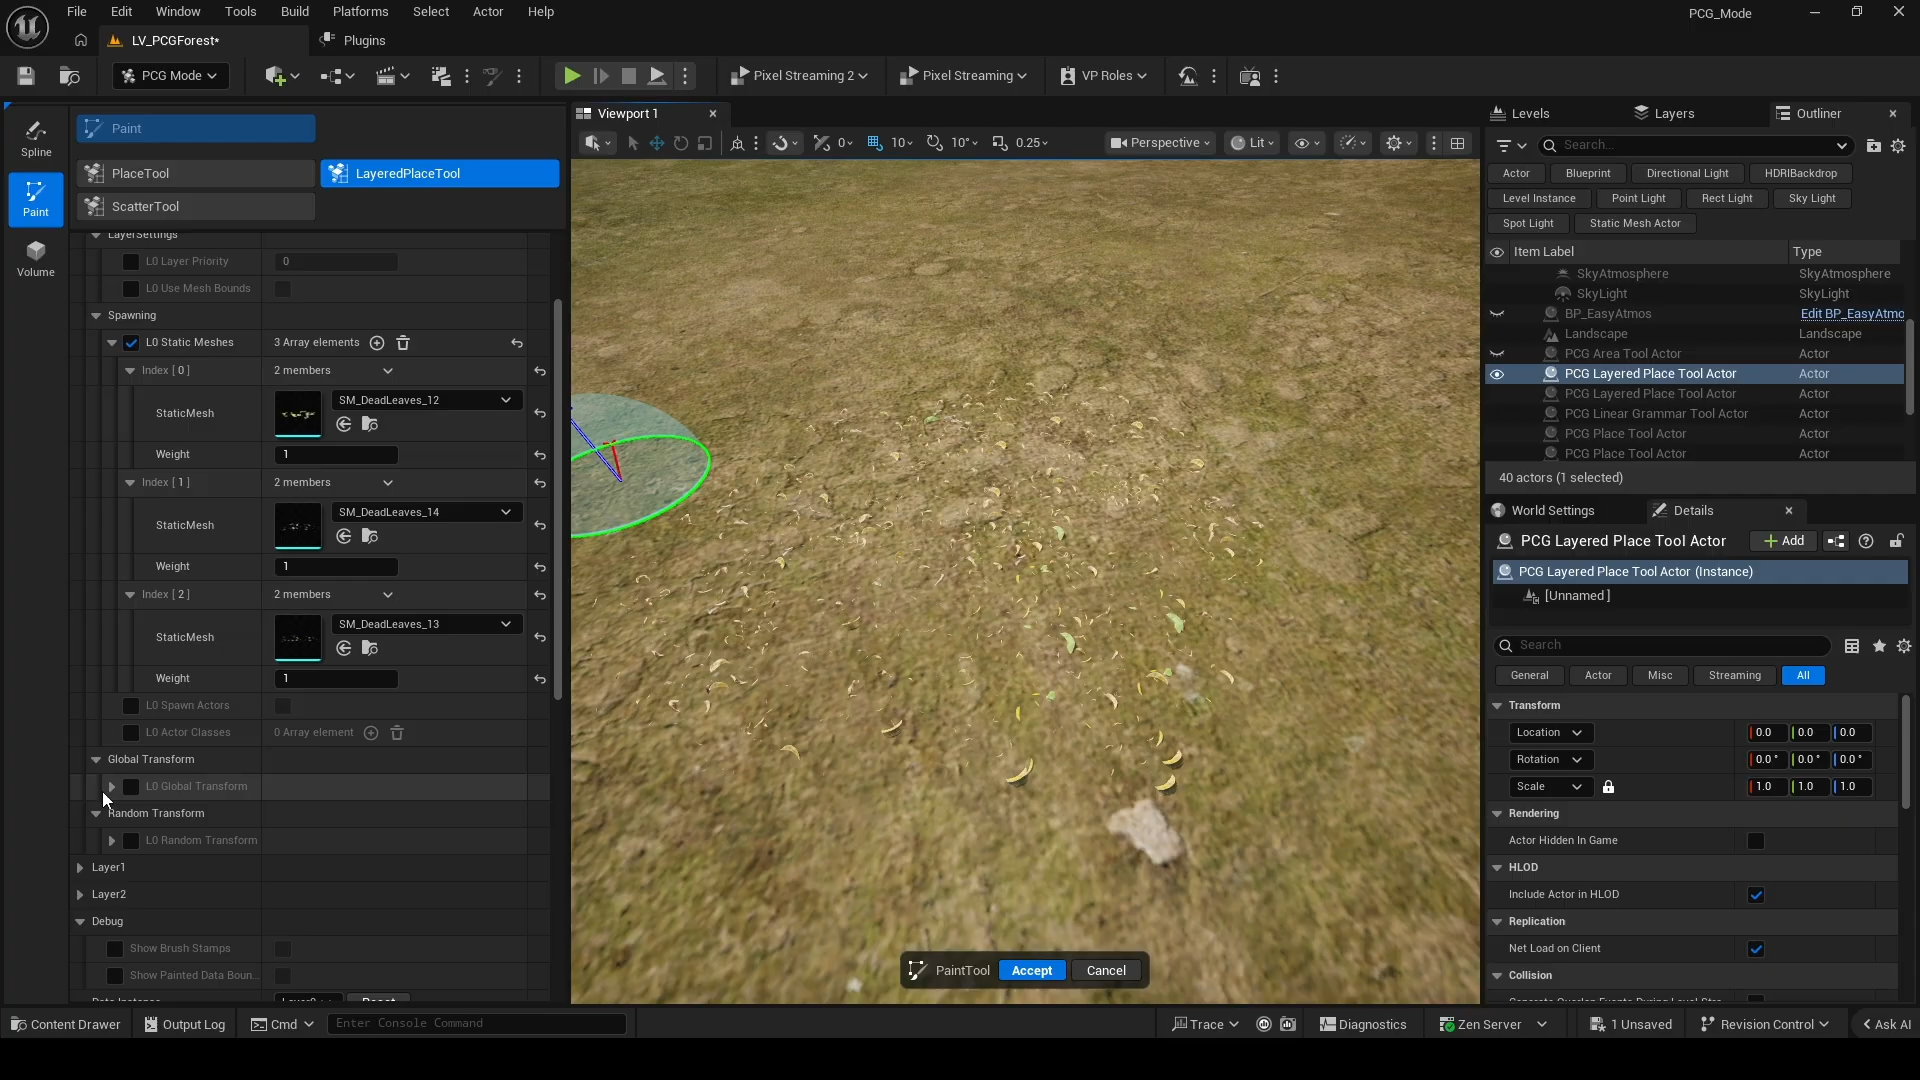 File Edit Window Tools Build Platforms Select Actor Help
PCG_Mode
LV_PCGForest*
Plugins
PCG Mode
Pixel Streaming 2
Pixel Streaming
VP Roles
Spline
Paint
Volume
Paint
PlaceTool
LayeredPlaceTool
ScatterTool
LayerSettings
L0 Layer Priority
0
L0 Use Mesh Bounds
Spawning
L0 Static Meshes
3 Array elements
Index [ 0 ]
2 members
StaticMesh
SM_DeadLeaves_12
Weight
1
Index [ 1 ]
2 members
StaticMesh
SM_DeadLeaves_14
Weight
1
Index [ 2 ]
2 members
StaticMesh
SM_DeadLeaves_13
Weight
1
L0 Spawn Actors
L0 Actor Classes
0 Array element
Global Transform
L0 Global Transform
Random Transform
L0 Random Transform
Layer1
Layer2
Debug
Show Brush Stamps
Show Painted Data Boun...
Viewport 1
0
10
10°
0.25
Perspective
Lit
PaintTool
Accept
Cancel
Levels
Layers
Outliner
Search...
Actor
Blueprint
Directional Light
HDRIBackdrop
Level Instance
Point Light
Rect Light
Sky Light
Spot Light
Static Mesh Actor
Item Label
Type
SkyAtmosphere
SkyAtmosphere
SkyLight
SkyLight
BP_EasyAtmos
Edit BP_EasyAtmo
Landscape
Landscape
PCG Area Tool Actor
Actor
PCG Layered Place Tool Actor
Actor
PCG Layered Place Tool Actor
Actor
PCG Linear Grammar Tool Actor
Actor
PCG Place Tool Actor
Actor
PCG Place Tool Actor
Actor
40 actors (1 selected)
World Settings
Details
PCG Layered Place Tool Actor
Add
PCG Layered Place Tool Actor (Instance)
[Unnamed ]
Search
General
Actor
Misc
Streaming
All
Transform
Location
0.0
0.0
0.0
Rotation
0.0 °
0.0 °
0.0 °
Scale
1.0
1.0
1.0
Rendering
Actor Hidden In Game
HLOD
Include Actor in HLOD
Replication
Net Load on Client
Collision
Content Drawer
Output Log
Cmd
Enter Console Command
Trace
Diagnostics
Zen Server
1 Unsaved
Revision Control
Ask AI